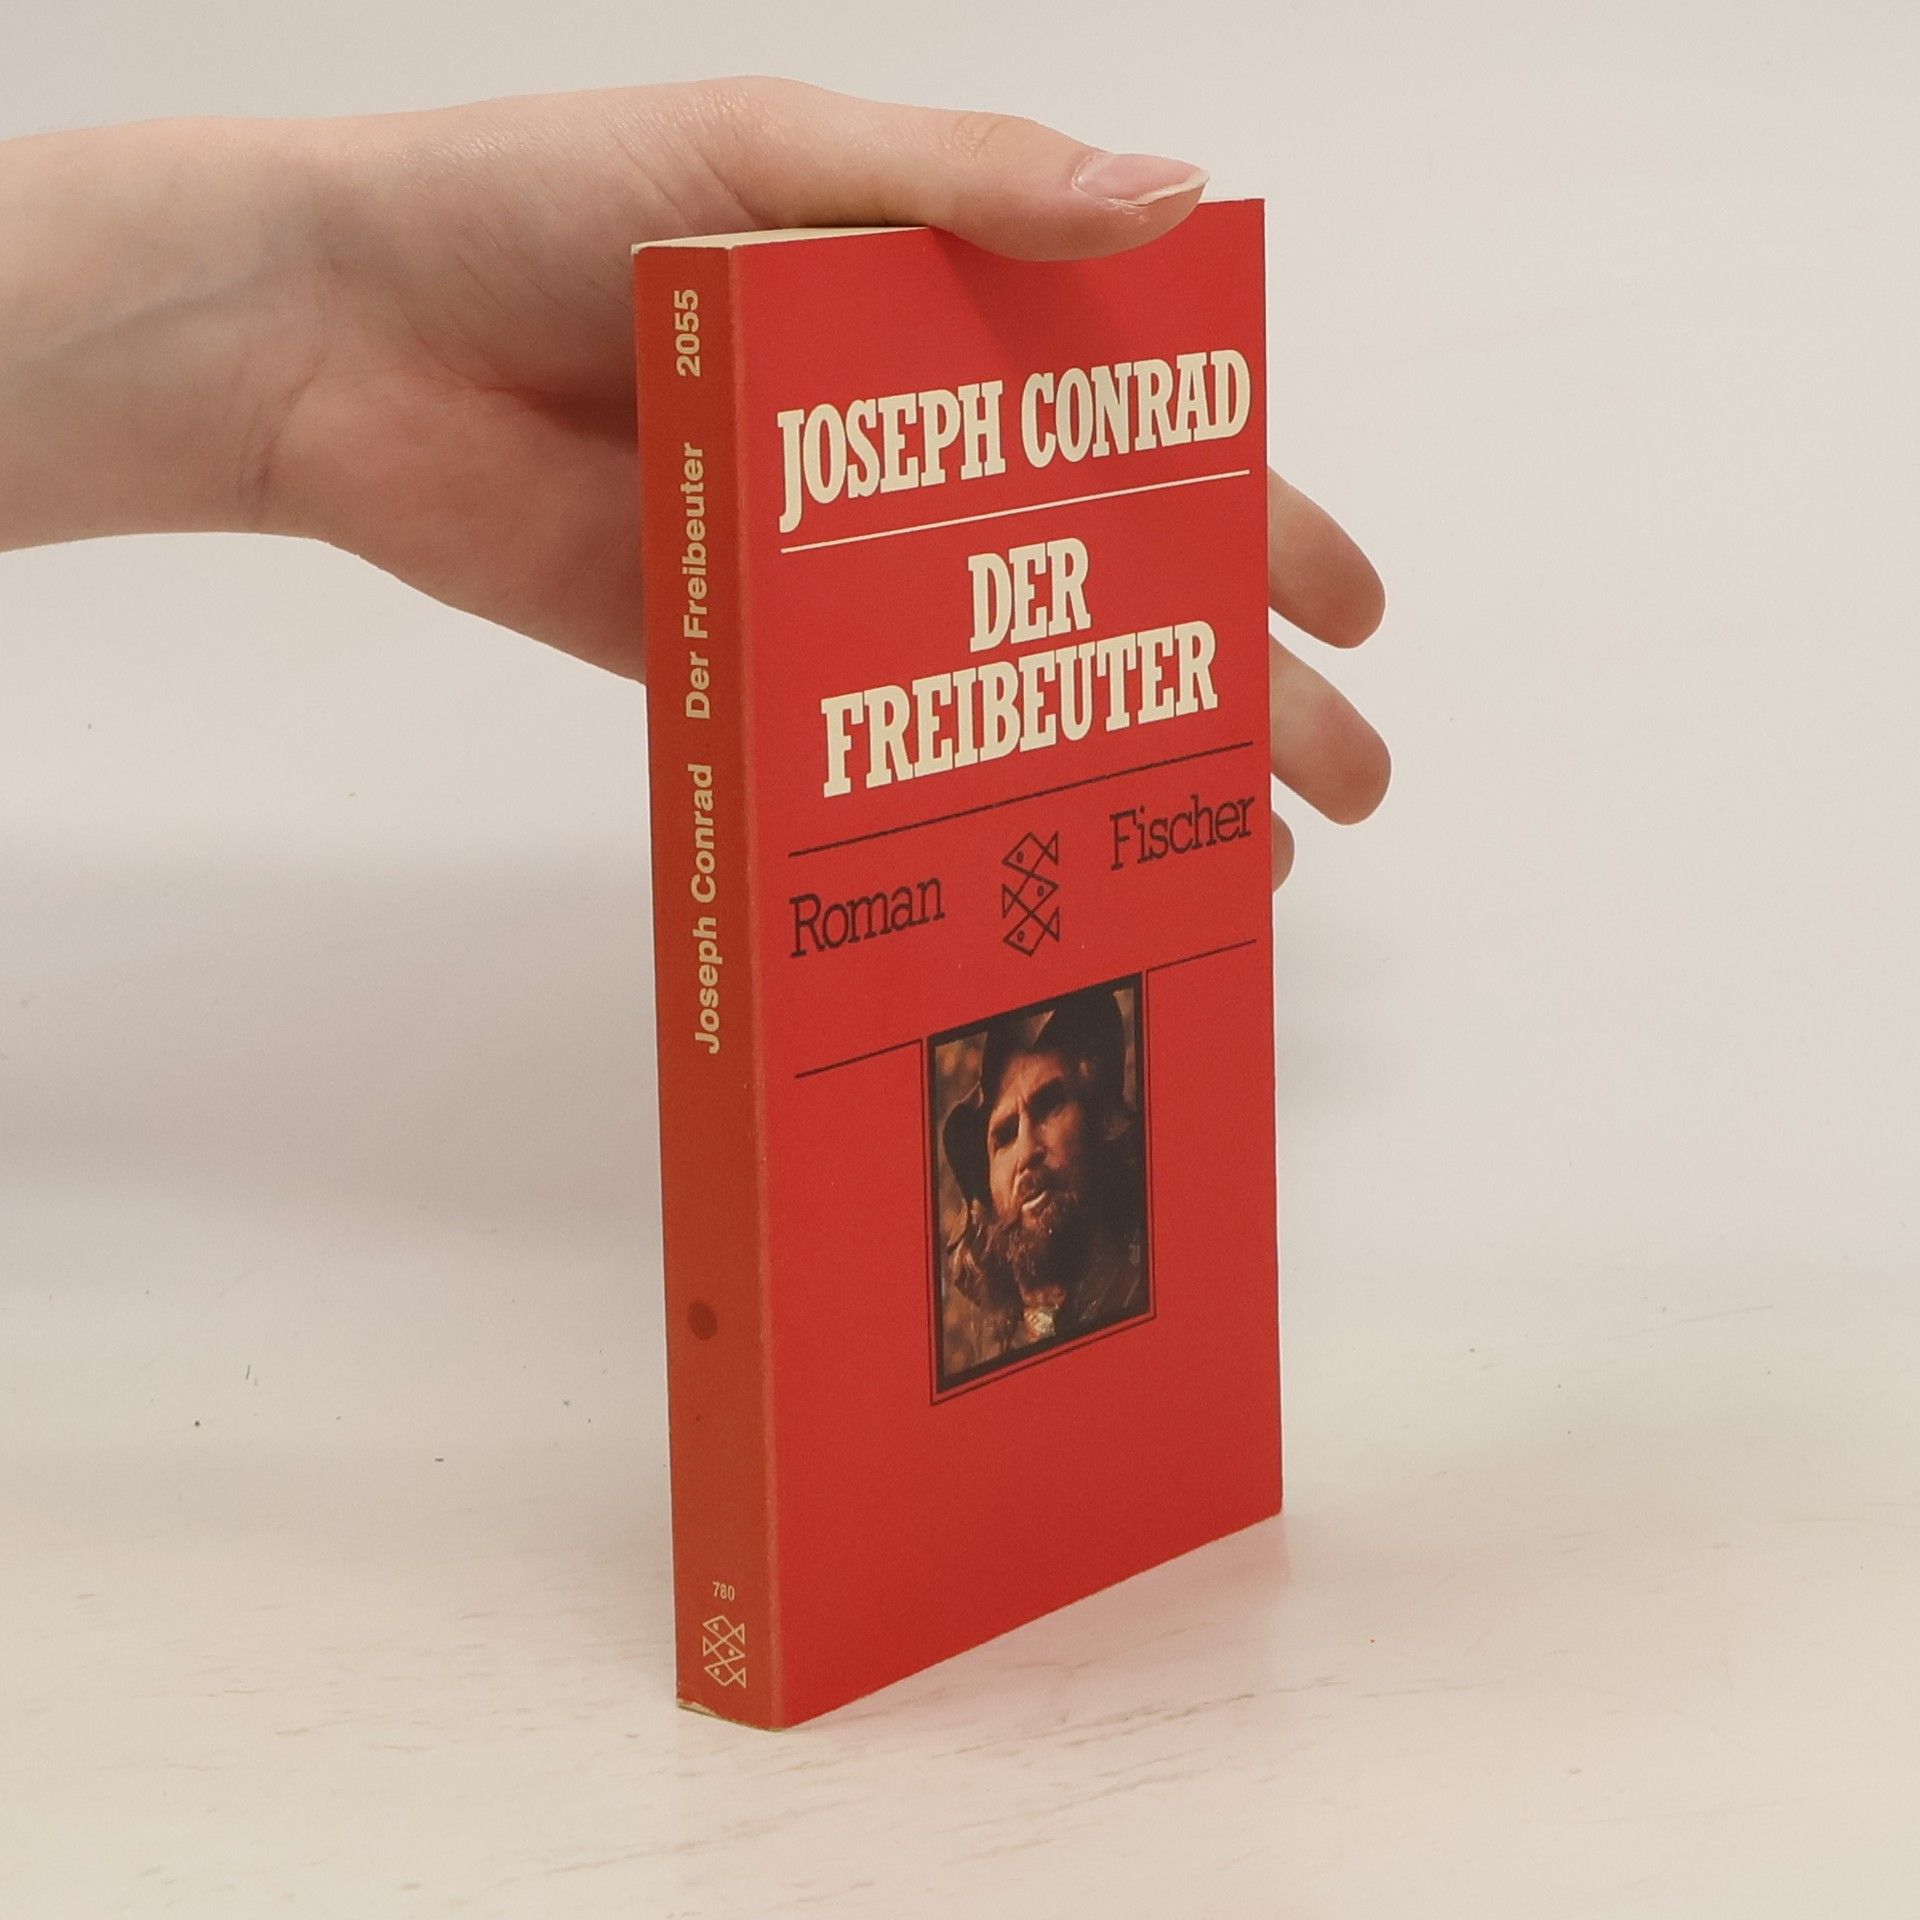 JOSEPH CONRAD
DER
FREIBEUTER
Roman
Fischer
Joseph Conrad Der Freibeuter 2055
780